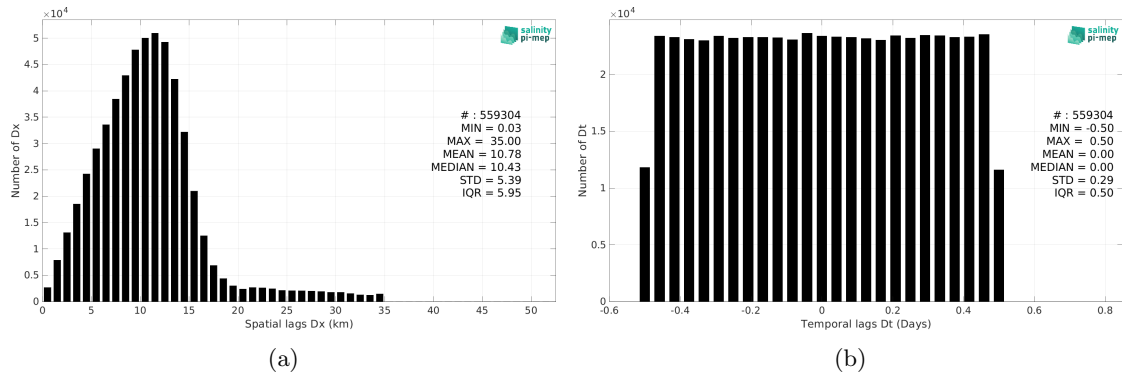 ×10⁴
5
4.5
4
3.5
3
2.5
2
1.5
1
0.5
0
Number of Dx
0 5 10 15 20 25 30 35 40 45 50
Spatial lags Dx (km)
salinity
pi-mep
# : 559304
MIN = 0.03
MAX = 35.00
MEAN = 10.78
MEDIAN = 10.43
STD = 5.39
IQR = 5.95
(a)
×10⁴
2
1.5
1
0.5
0
Number of Dt
-0.6 -0.4 -0.2 0 0.2 0.4 0.6 0.8
Temporal lags Dt (Days)
salinity
pi-mep
# : 559304
MIN = -0.50
MAX = 0.50
MEAN = 0.00
MEDIAN = 0.00
STD = 0.29
IQR = 0.50
(b)